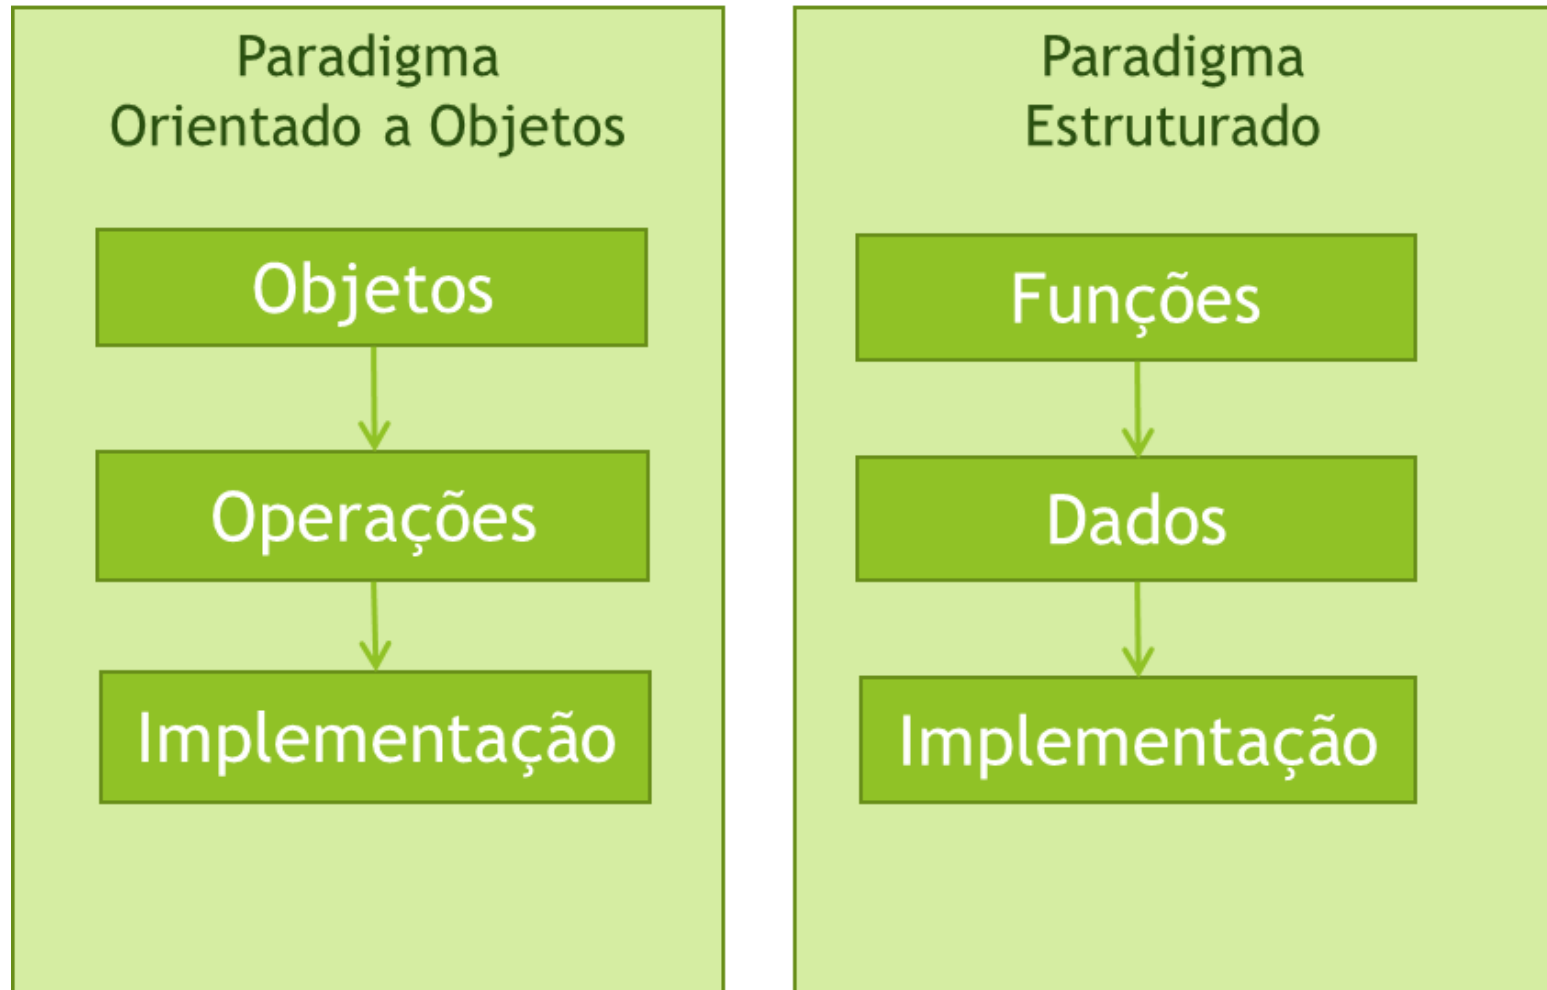 Paradigma
Orientado a Objetos
Objetos
Operações
Implementação
Paradigma
Estruturado
Funções
Dados
Implementação